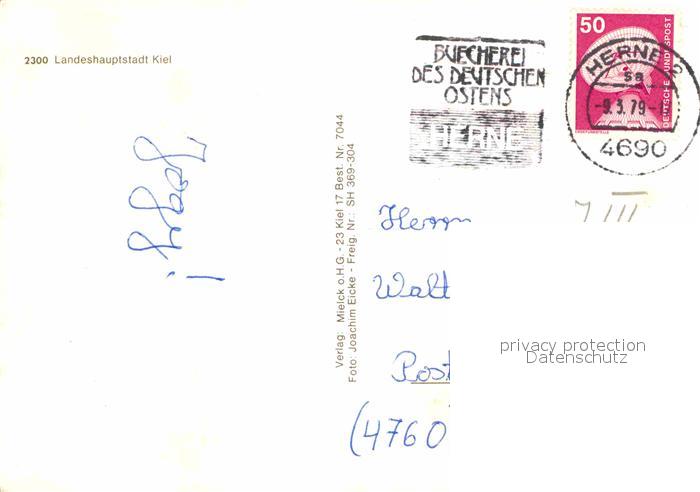 2300 Landeshauptstadt Kiel
BUECHEREI
DES DEUTSCHEN
OSTENS
HERNE
50
DEUTSCHE BUNDESPOST
HERNE
sa
-9.3.79-
4690
Verlag: Mielck o.H.G. - 23 Kiel 17 Best. Nr. 7044
Foto: Joachim Eicke - Freig. Nr.: SH 369-304
Herrn
Walt
Post
(4760
privacy protection
Datenschutz